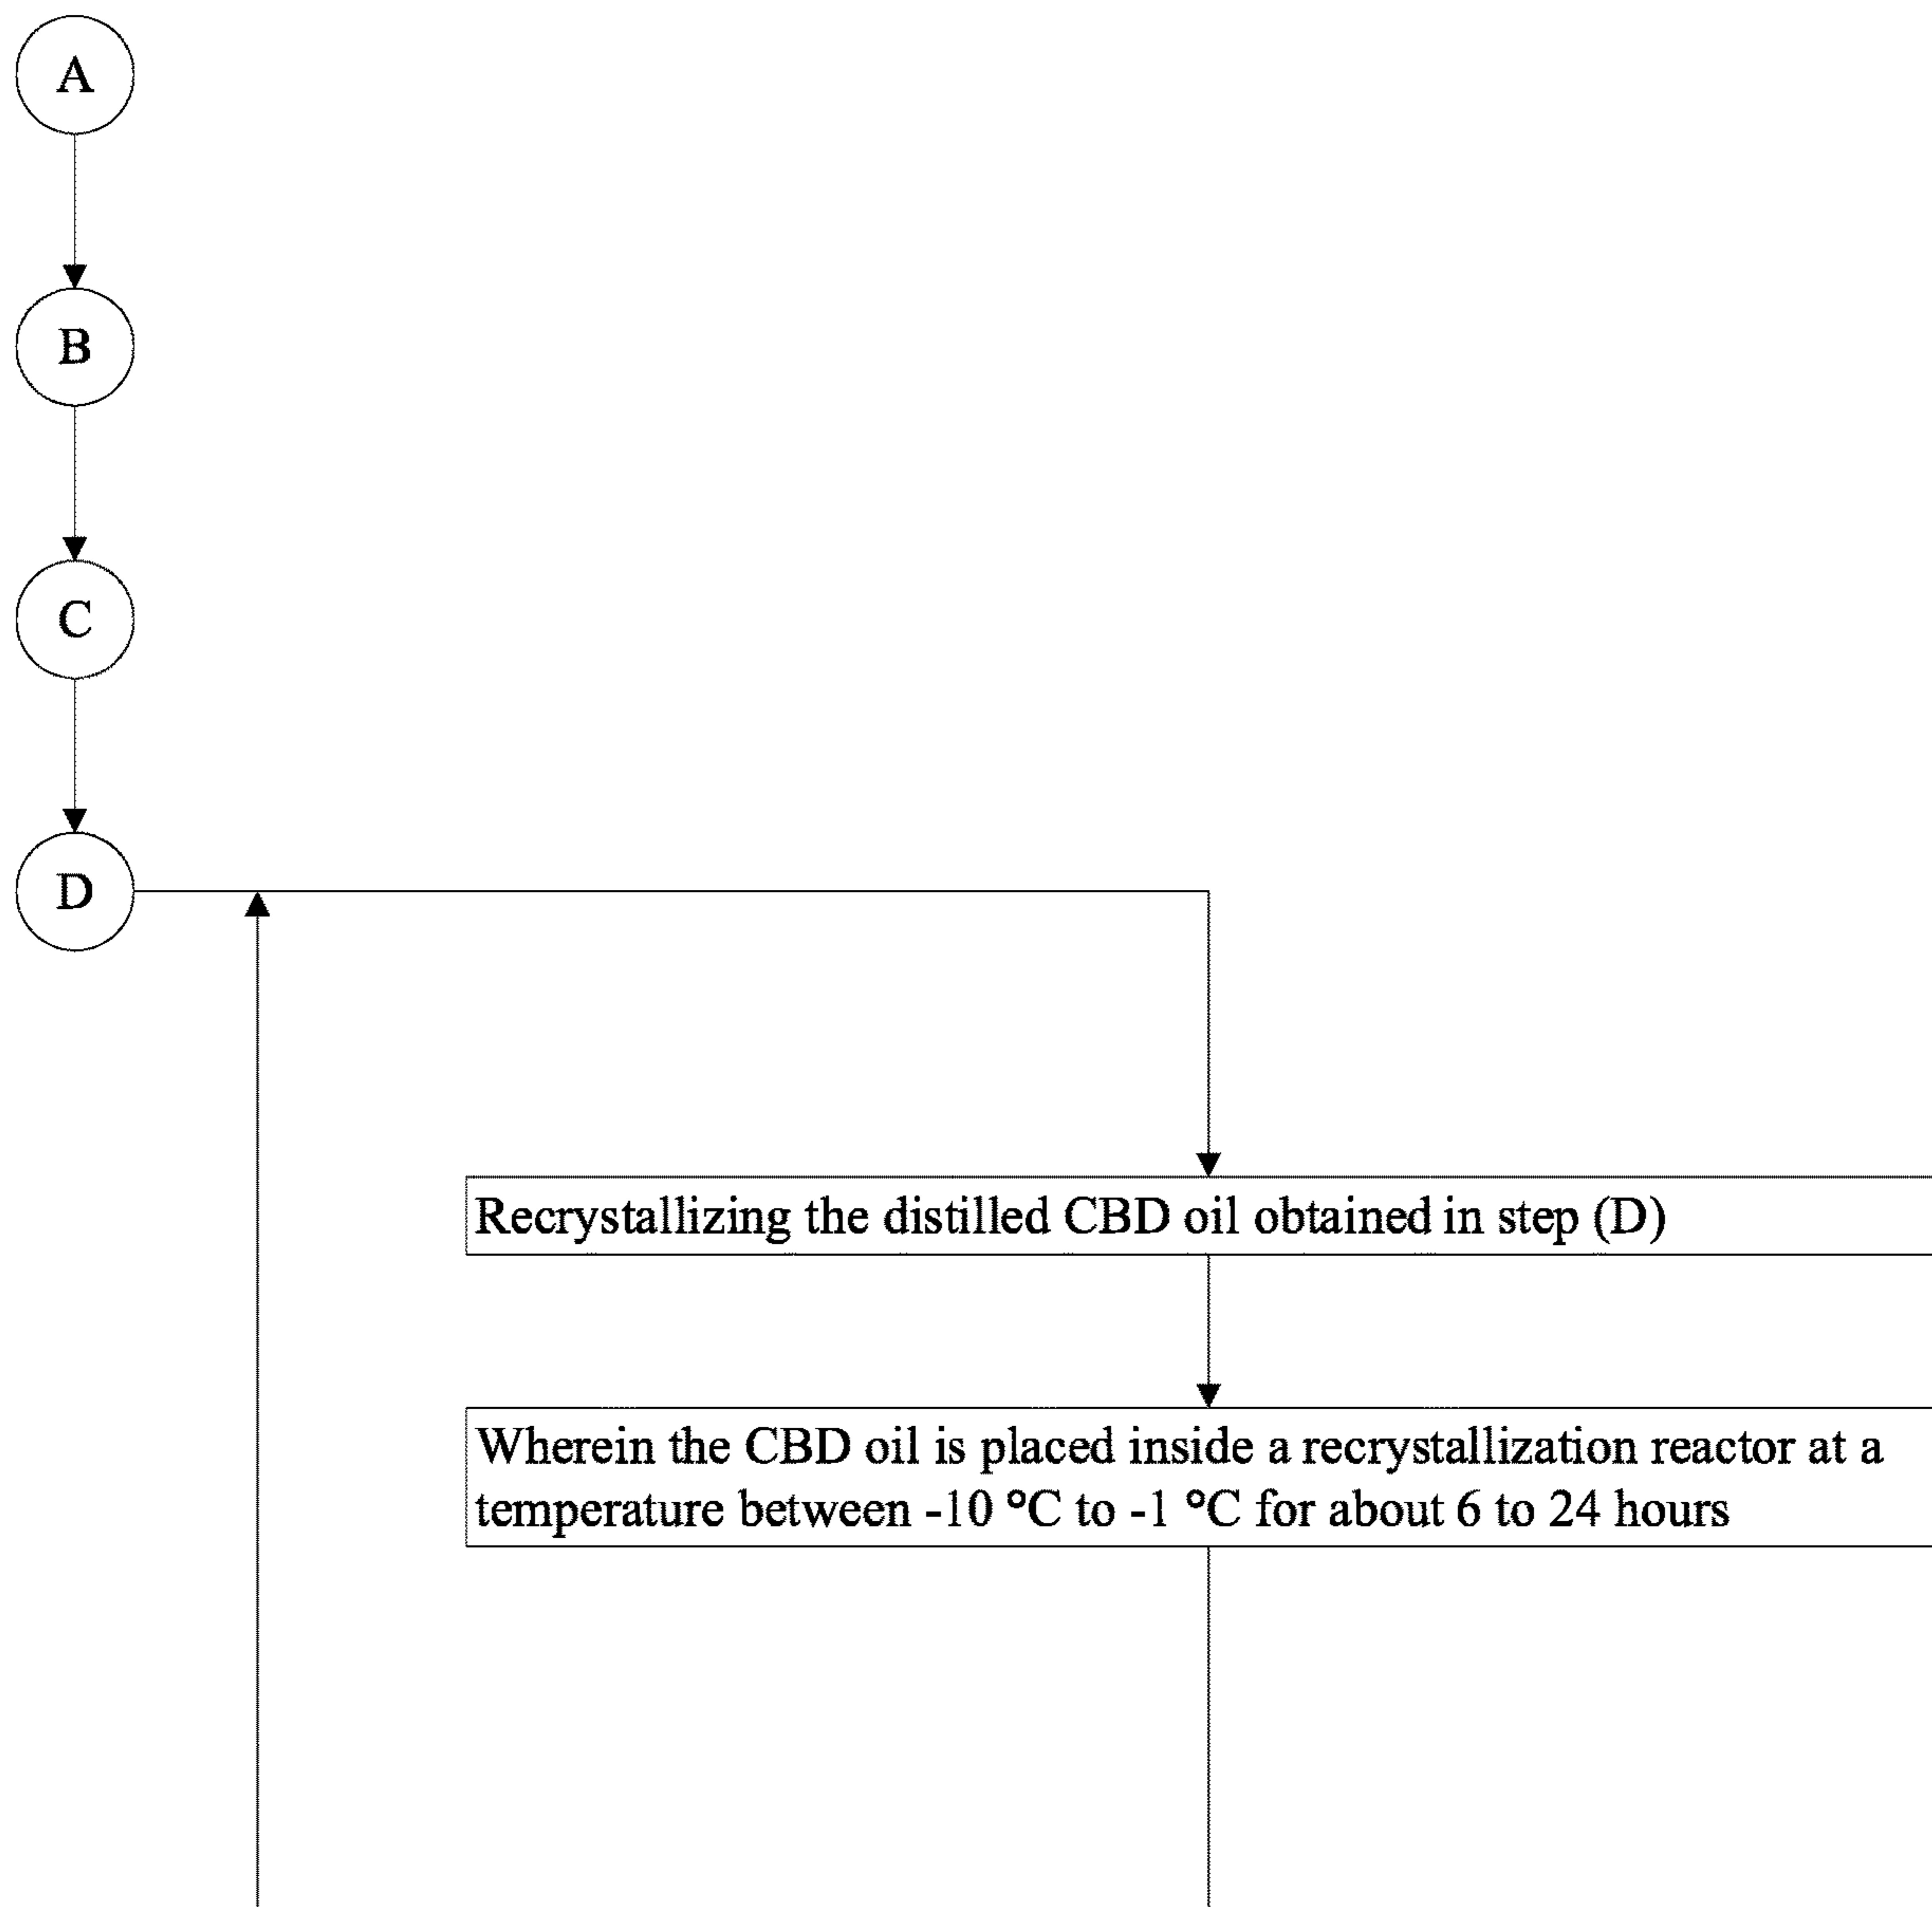 A
B
C
D
Recrystallizing the distilled CBD oil obtained in step (D)
Wherein the CBD oil is placed inside a recrystallization reactor at a
temperature between -10 °C to -1 °C for about 6 to 24 hours